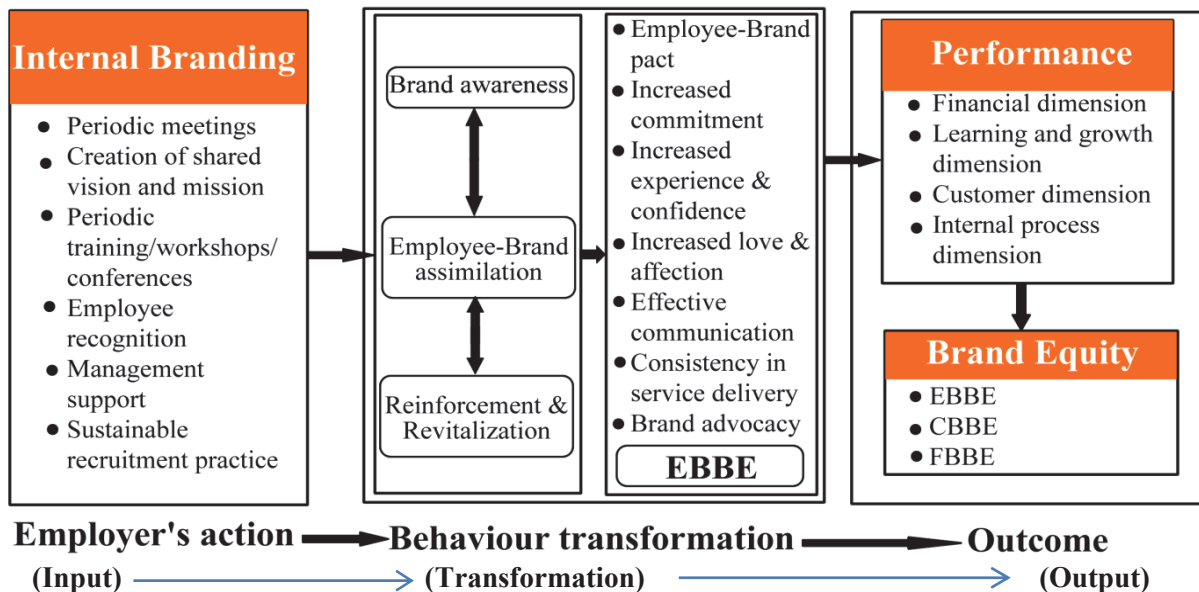 Internal Branding
● Periodic meetings
● Creation of shared
vision and mission
● Periodic
training/workshops/
conferences
● Employee
recognition
● Management
support
● Sustainable
recruitment practice
Brand awareness
Employee-Brand
assimilation
Reinforcement &
Revitalization
● Employee-Brand
pact
● Increased
commitment
● Increased
experience &
confidence
● Increased love &
affection
● Effective
communication
● Consistency in
service delivery
● Brand advocacy
EBBE
Performance
● Financial dimension
● Learning and growth
dimension
● Customer dimension
● Internal process
dimension
Brand Equity
● EBBE
● CBBE
● FBBE
Employer's action
Behaviour transformation
Outcome
(Input)
(Transformation)
(Output)